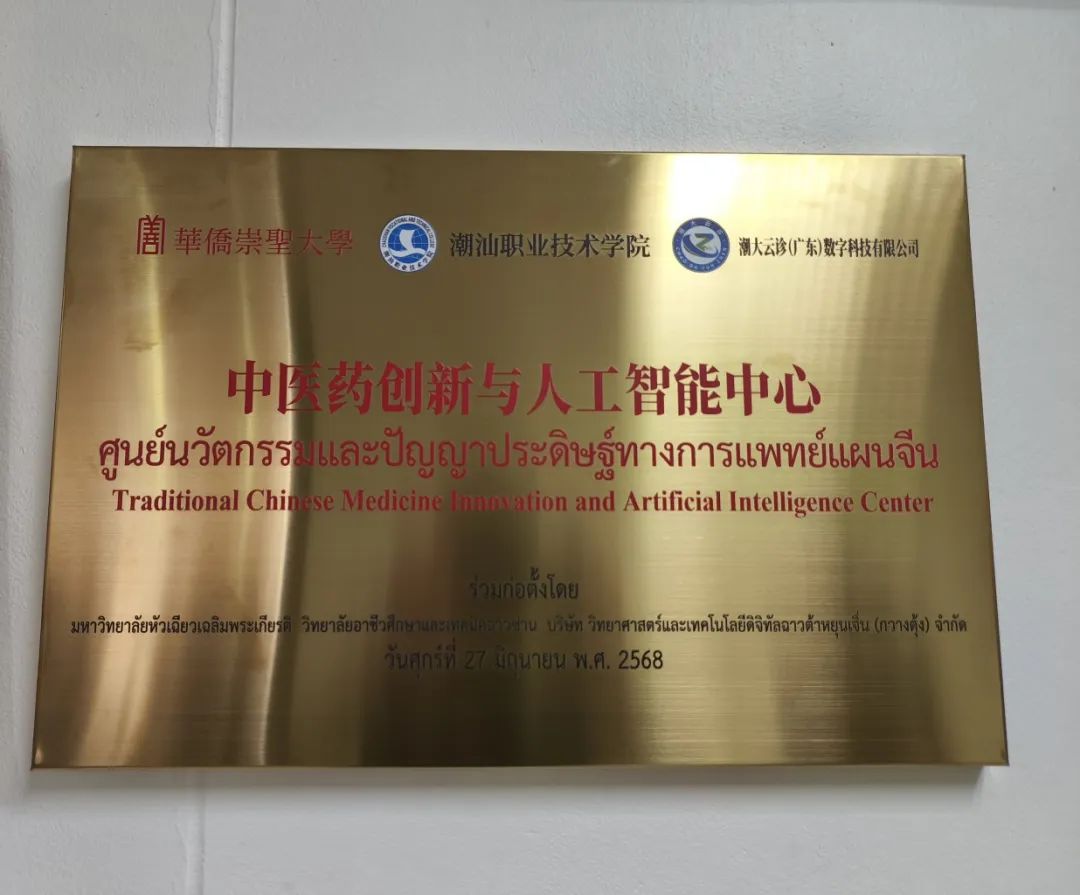 華僑崇聖大學 潮汕职业技术学院 潮大云诊(广东)数字科技有限公司
中医药创新与人工智能中心
ศูนย์นวัตกรรมและปัญญาประดิษฐ์ทางการแพทย์แผนจีน
Traditional Chinese Medicine Innovation and Artificial Intelligence Center
ร่วมก่อตั้งโดย
มหาวิทยาลัยหัวเฉียวเฉลิมพระเกียรติ วิทยาลัยอาชีวศึกษาและเทคนิคฉาวซ่าน บริษัท วิทยาศาสตร์และเทคโนโลยีดิจิทัลฉาวต้าหยุนเจิ่น (กวางตุ้ง) จำกัด
วันศุกร์ที่ 27 มิถุนายน พ.ศ. 2568